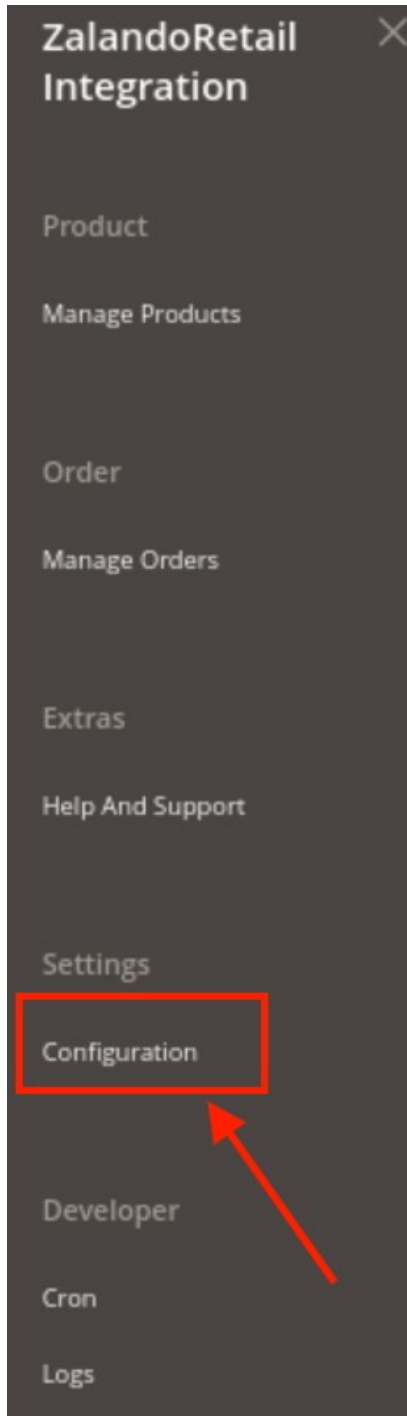 ZalandoRetail
Integration
Product
Manage Products
Order
Manage Orders
Extras
Help And Support
Settings
Configuration
Developer
Cron
Logs